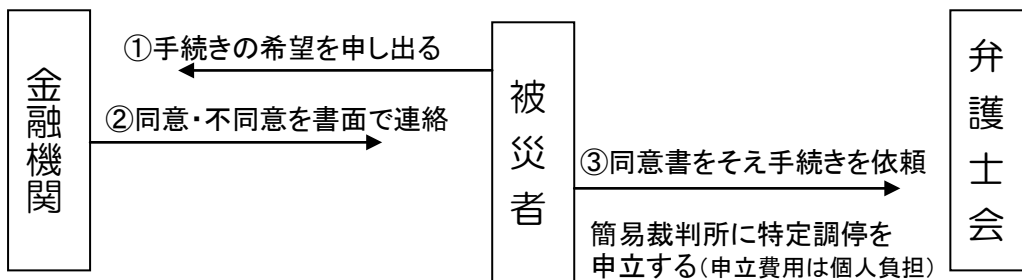 金融機関
①手続きの希望を申し出る
②同意・不同意を書面で連絡
被災者
③同意書をそえ手続きを依頼
簡易裁判所に特定調停を
申立する(申立費用は個人負担)
弁護士会